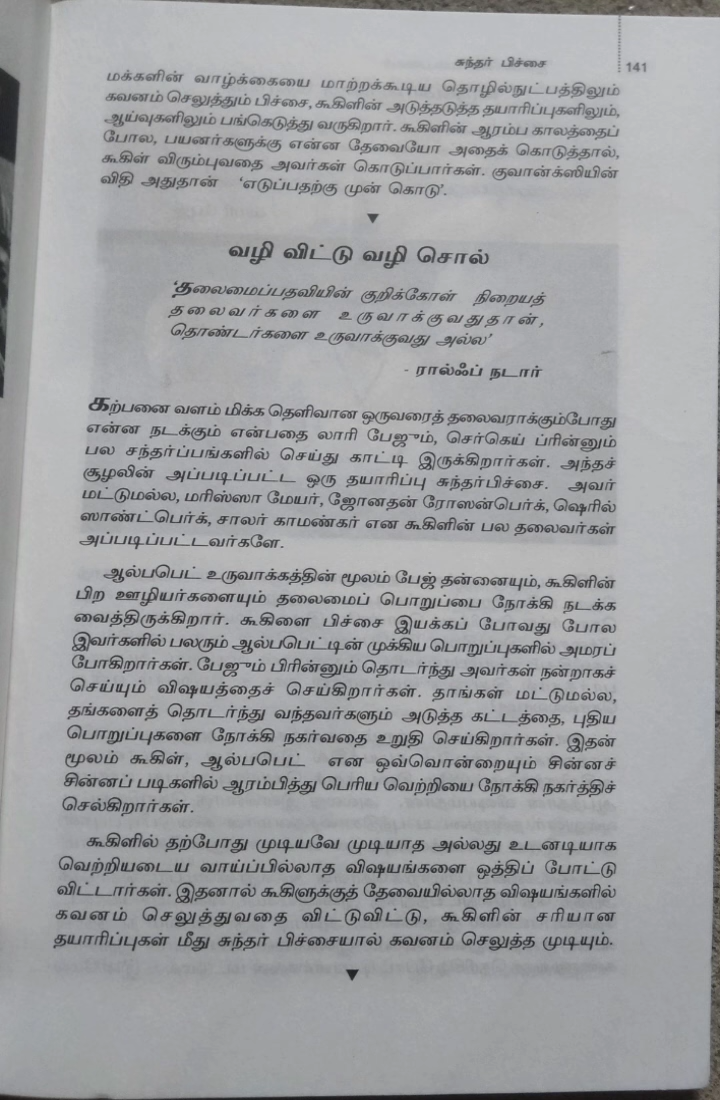 சுந்தர் பிச்சை 141
மக்களின் வாழ்க்கையை மாற்றக்கூடிய தொழில்நுட்பத்திலும்
கவனம் செலுத்தும் பிச்சை, கூகிளின் அடுத்தடுத்த தயாரிப்புகளிலும்,
ஆய்வுகளிலும் பங்கெடுத்து வருகிறார். கூகிளின் ஆரம்ப காலத்தைப்
போல, பயனர்களுக்கு என்ன தேவையோ அதைக் கொடுத்தால்,
கூகிள் விரும்புவதை அவர்கள் கொடுப்பார்கள். குவான்க்ஸியின்
விதி அதுதான் 'எடுப்பதற்கு முன் கொடு'.
வழி விட்டு வழி சொல்
'தலைமைப்பதவியின் குறிக்கோள் நிறையத்
தலைவர்களை உருவாக்குவதுதான்,
தொண்டர்களை உருவாக்குவது அல்ல'
- ரால்ஃப் நடார்
கற்பனை வளம் மிக்க தெளிவான ஒருவரைத் தலைவராக்கும்போது
என்ன நடக்கும் என்பதை லாரி பேஜும், செர்கெய் ப்ரின்னும்
பல சந்தர்ப்பங்களில் செய்து காட்டி இருக்கிறார்கள். அந்தச்
சூழலின் அப்படிப்பட்ட ஒரு தயாரிப்பு சுந்தர்பிச்சை. அவர்
மட்டுமல்ல, மரிஸ்ஸா மேயர், ஜோனதன் ரோஸன்பெர்க், ஷெரில்
ஸாண்ட்பெர்க், சாலர் காமண்கர் என கூகிளின் பல தலைவர்கள்
அப்படிப்பட்டவர்களே.
ஆல்பபெட் உருவாக்கத்தின் மூலம் பேஜ் தன்னையும், கூகிளின்
பிற ஊழியர்களையும் தலைமைப் பொறுப்பை நோக்கி நடக்க
வைத்திருக்கிறார். கூகிளை பிச்சை இயக்கப் போவது போல
இவர்களில் பலரும் ஆல்பபெட்டின் முக்கிய பொறுப்புகளில் அமரப்
போகிறார்கள். பேஜும் பிரின்னும் தொடர்ந்து அவர்கள் நன்றாகச்
செய்யும் விஷயத்தைச் செய்கிறார்கள். தாங்கள் மட்டுமல்ல,
தங்களைத் தொடர்ந்து வந்தவர்களும் அடுத்த கட்டத்தை, புதிய
பொறுப்புகளை நோக்கி நகர்வதை உறுதி செய்கிறார்கள். இதன்
மூலம் கூகிள், ஆல்பபெட் என ஒவ்வொன்றையும் சின்னச்
சின்னப் படிகளில் ஆரம்பித்து பெரிய வெற்றியை நோக்கி நகர்த்திச்
செல்கிறார்கள்.
கூகிளில் தற்போது முடியவே முடியாத அல்லது உடனடியாக
வெற்றியடைய வாய்ப்பில்லாத விஷயங்களை ஒத்திப் போட்டு
விட்டார்கள். இதனால் கூகிளுக்குத் தேவையில்லாத விஷயங்களில்
கவனம் செலுத்துவதை விட்டுவிட்டு, கூகிளின் சரியான
தயாரிப்புகள் மீது சுந்தர் பிச்சையால் கவனம் செலுத்த முடியும்.